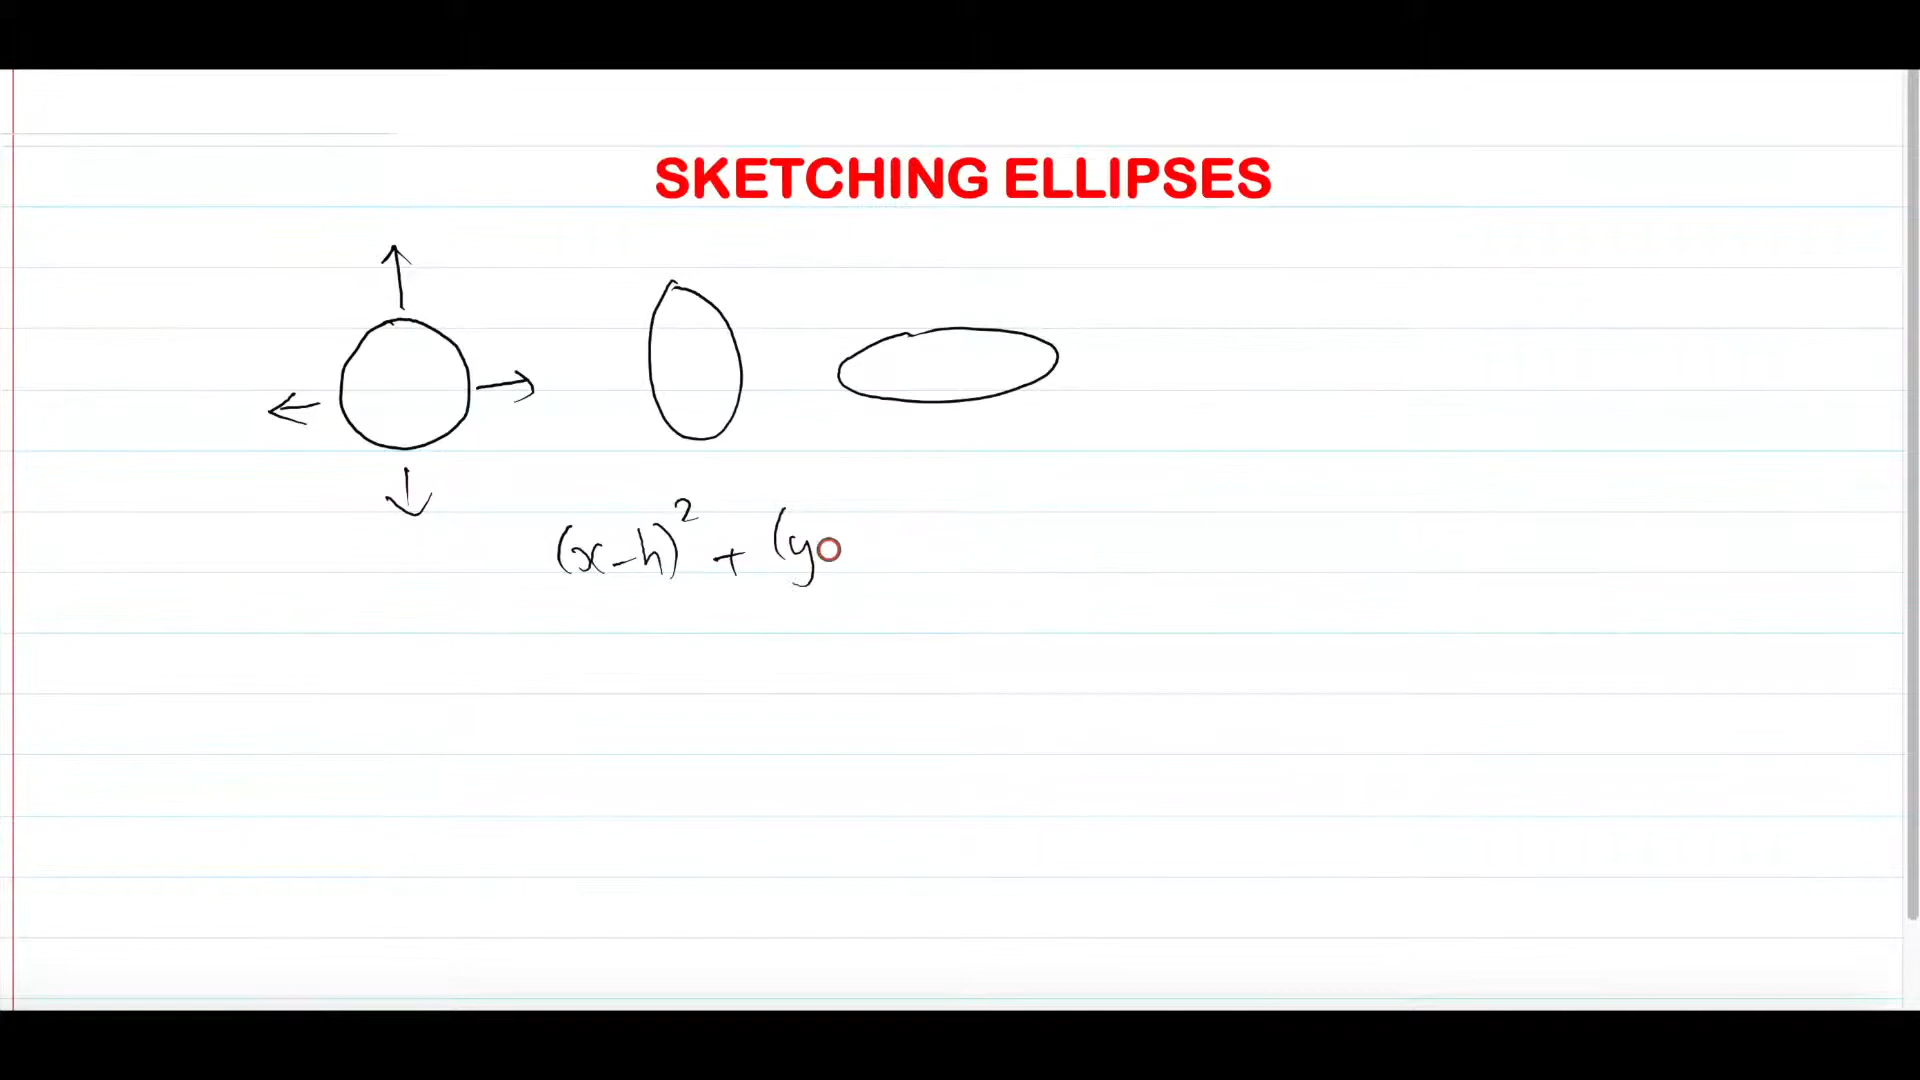 SKETCHING ELLIPSES
(x-h)² + (y